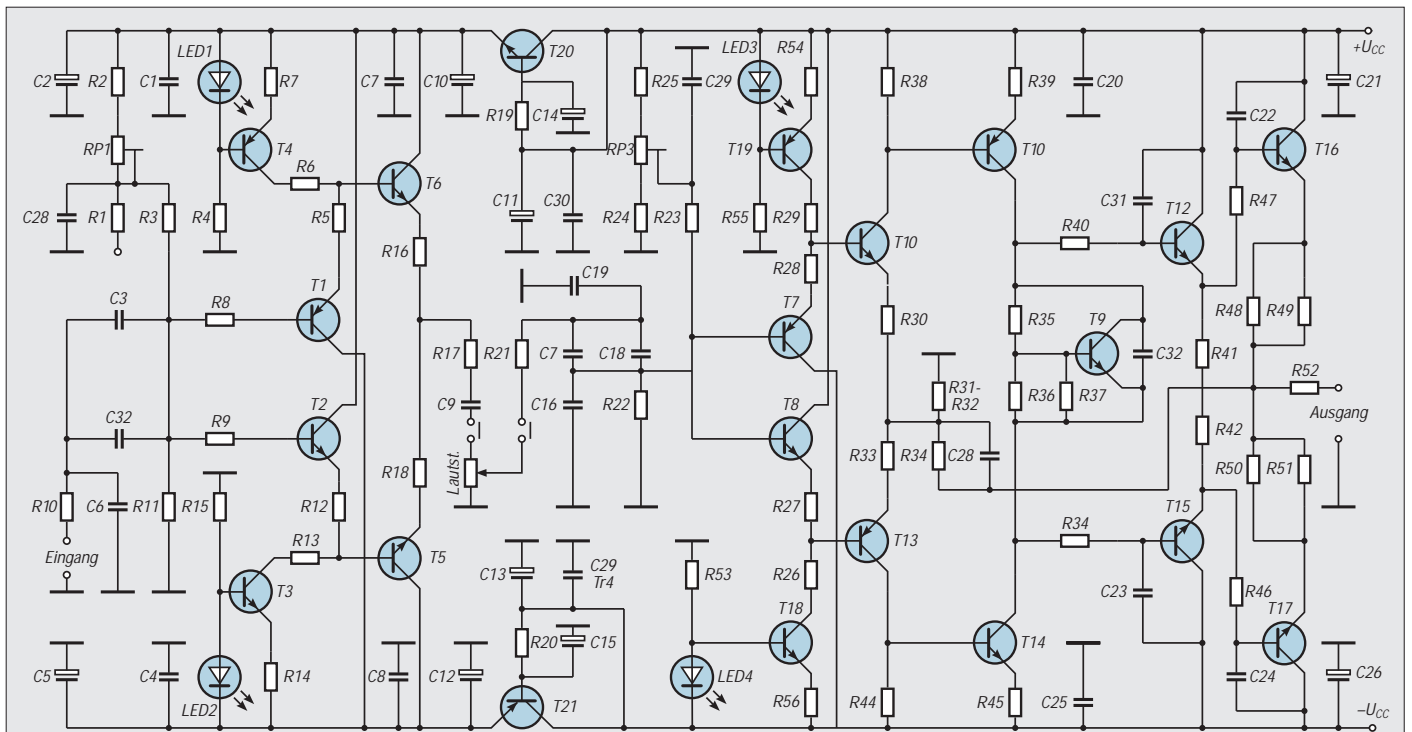 LED1
T20
LED3
R54
+UCC
C2
R2
C1
R7
C7
C10
R19
C14
R25
C29
R38
R39
C20
C22
C21
RP1
T4
R6
T6
RP3
T19
T10
T16
C28
R1
R3
R4
R5
C11
C30
R24
R23
R55
R29
C31
T12
R47
R16
R28
T10
R40
C3
R8
T1
C19
T7
R30
R35
T9
R48
R49
R17
R21
C7
C18
C32
R41
C9
C16
R22
T8
R31-
R32
R36
R37
R52
Ausgang
C32
R9
T2
R18
Lautst.
R33
R34
C28
R42
R50
R51
R10
C6
R11
R15
R12
R27
Eingang
R13
T5
C13
C29
Tr4
R53
R26
T13
R34
T15
T3
R20
C15
T18
T14
C23
R46
T17
C5
C4
LED2
R14
C8
C12
T21
LED4
R56
R44
R45
C25
C24
C26
–UCC